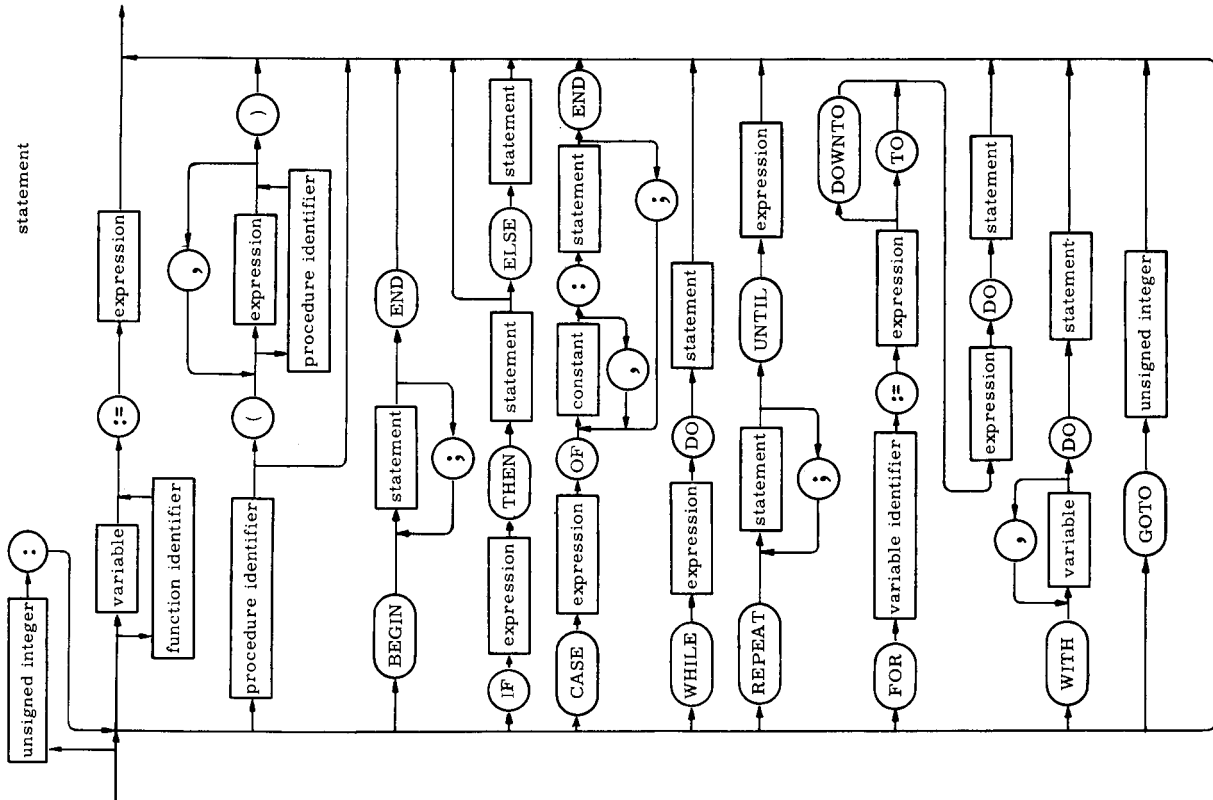 statement
unsigned integer :
variable := expression
function identifier
,
procedure identifier ( expression )
procedure identifier
BEGIN statement END
;
IF expression THEN statement ELSE statement
CASE expression OF constant : statement END
,
;
WHILE expression DO statement
REPEAT statement UNTIL expression
;
DOWNTO
FOR variable identifier := expression TO
expression DO statement
,
WITH variable DO statement
GOTO unsigned integer